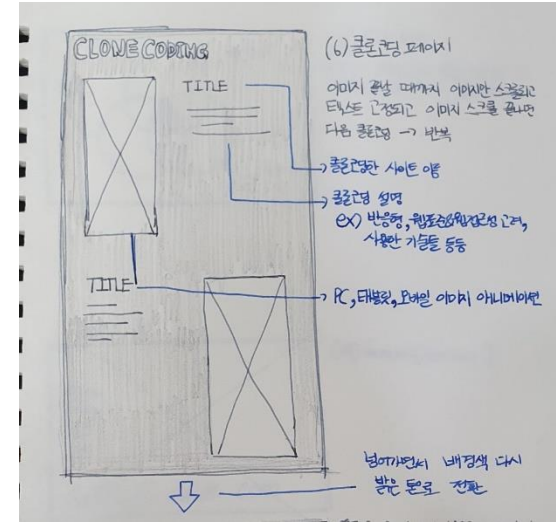 CLONE CODING
TITLE
TITLE
(6) 클론코딩 페이지
이미지 끝날 때까지 이미지만 스크롤되고
텍스트 고정되고 이미지 스크롤 끝나면
다음 클론코딩 → 반복
→ 클론코딩한 사이트 이름
→ 클론코딩 설명
ex) 반응형, 웹표준&웹접근성 고려,
사용한 기술들 등등
→ PC, 태블릿, 모바일 이미지 애니메이션
넘어가면서 배경색 다시
밝은 톤으로 전환